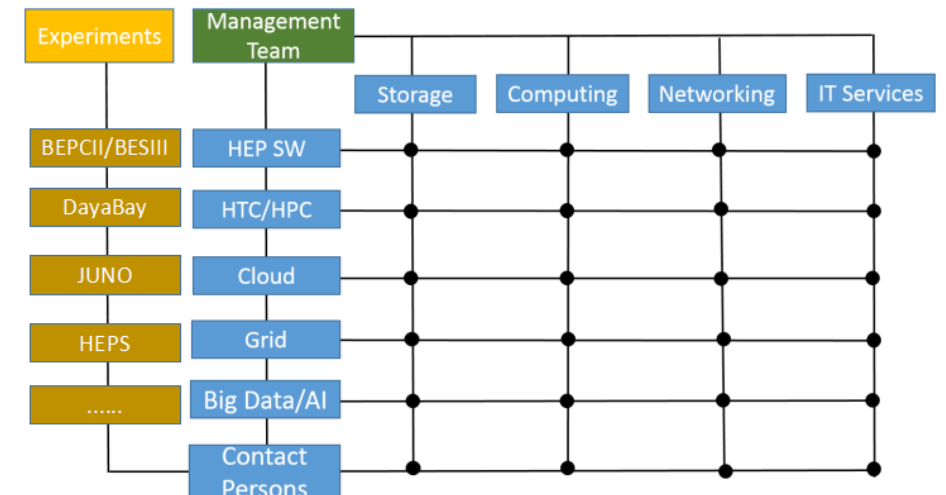 Experiments
Management
Team
Storage
Computing
Networking
IT Services
BEPCII/BESIII
HEP SW
DayaBay
HTC/HPC
JUNO
Cloud
HEPS
Grid
......
Big Data/AI
Contact
Persons